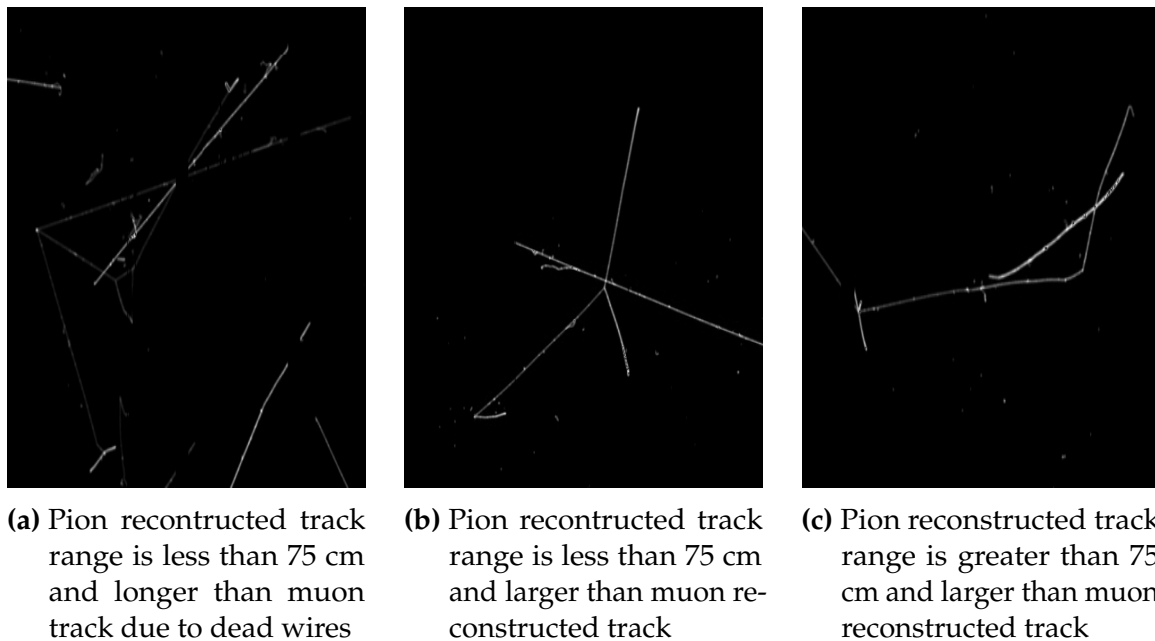 (a) Pion recontructed track
range is less than 75 cm
and longer than muon
track due to dead wires
(b) Pion recontructed track
range is less than 75 cm
and larger than muon re-
constructed track
(c) Pion reconstructed track
range is greater than 75
cm and larger than muon
reconstructed track